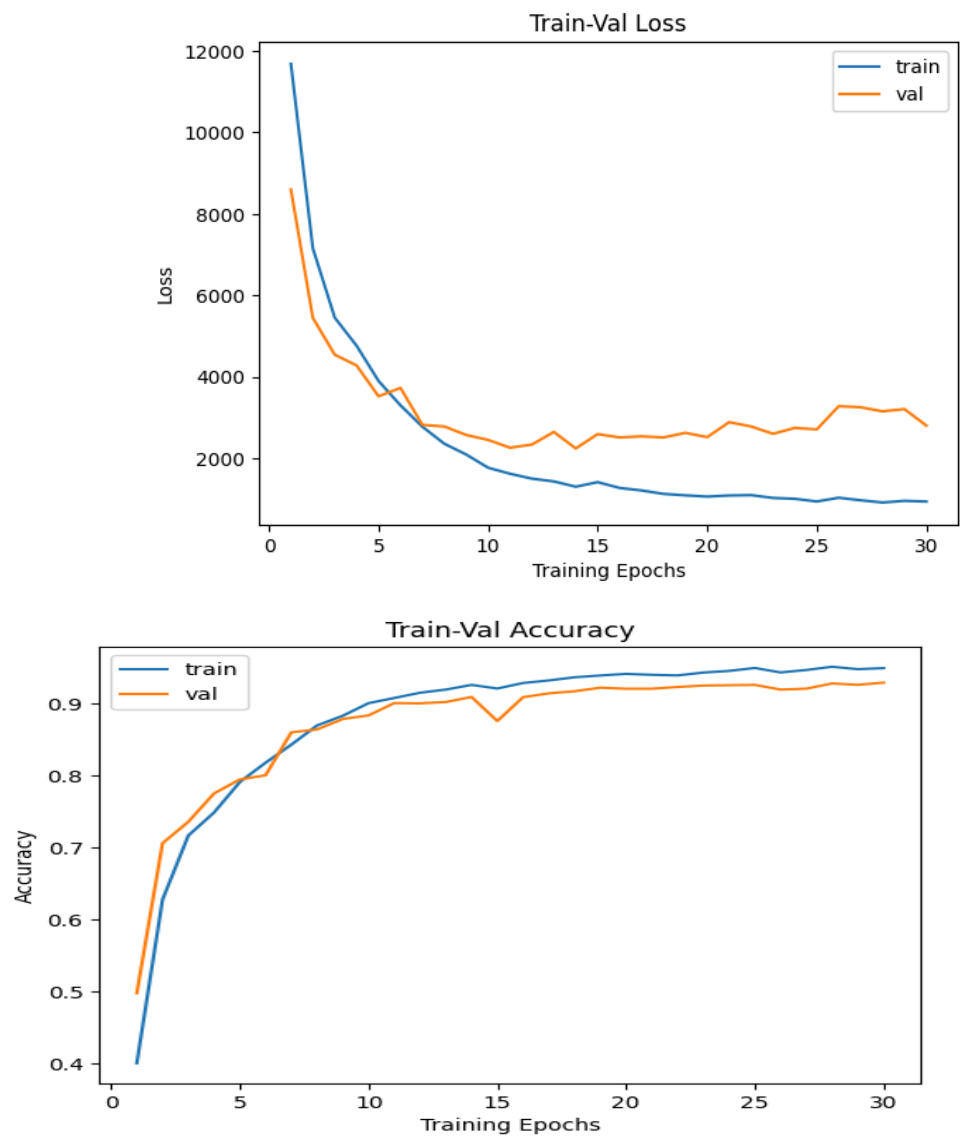 Train-Val Loss
12000
10000
8000
6000
4000
2000
Loss
train
val
0 5 10 15 20 25 30
Training Epochs
Train-Val Accuracy
train
val
0.9
0.8
0.7
0.6
0.5
0.4
Accuracy
0 5 10 15 20 25 30
Training Epochs